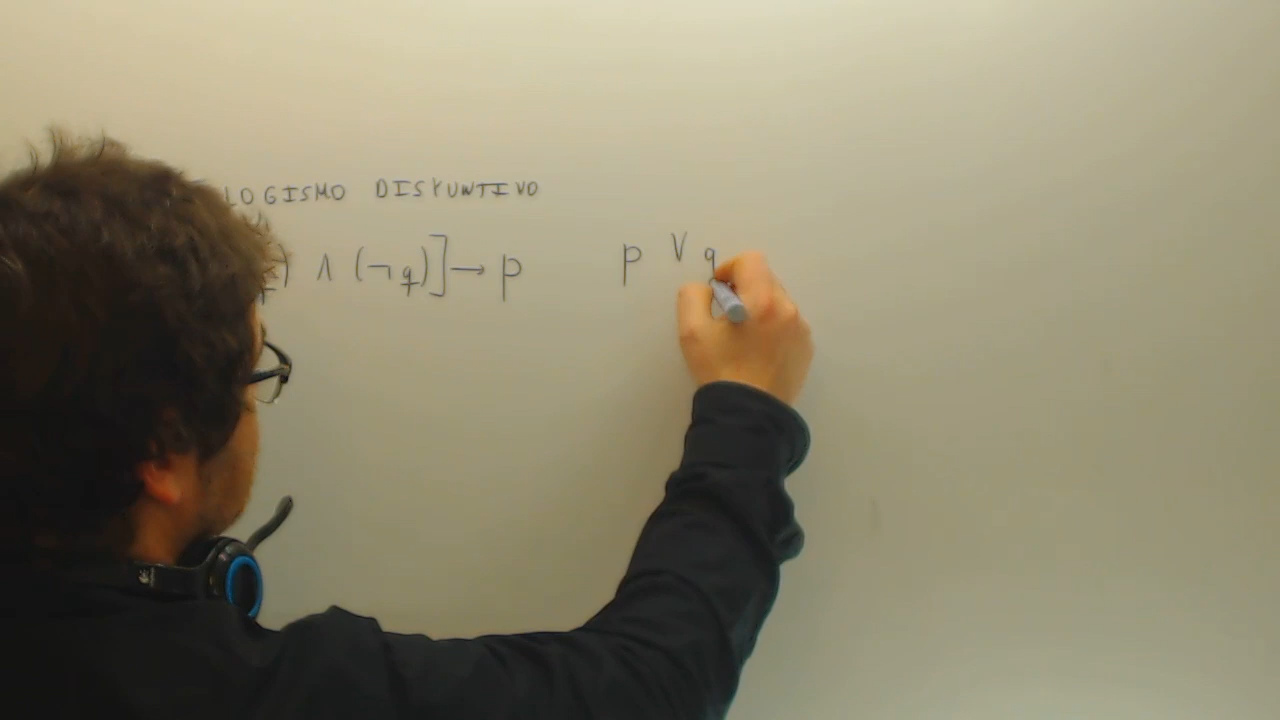 LOGISMO DISYUNTIVO
) ∧ (¬q)] → p p ∨ q